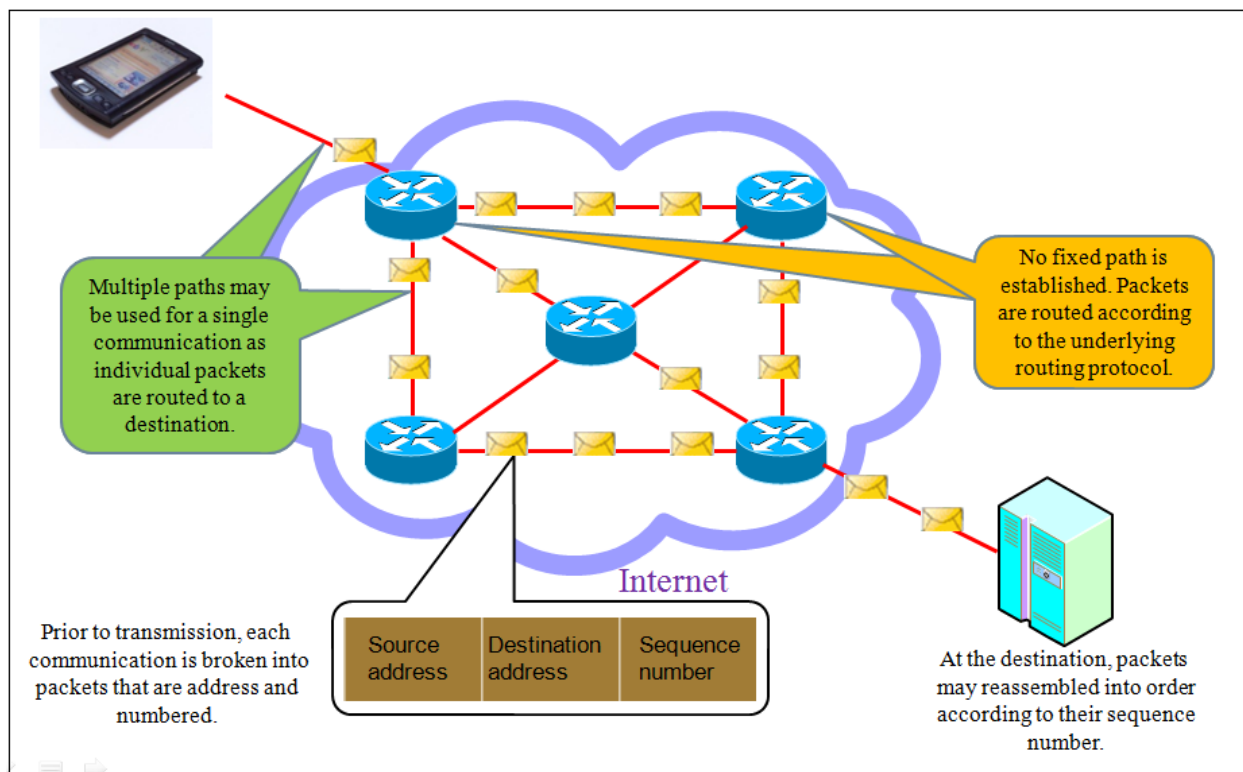 Multiple paths may
be used for a single
communication as
individual packets
are routed to a
destination.
No fixed path is
established. Packets
are routed according
to the underlying
routing protocol.
Internet
Prior to transmission, each
communication is broken into
packets that are address and
numbered.
Source
address
Destination
address
Sequence
number
At the destination, packets
may reassembled into order
according to their sequence
number.